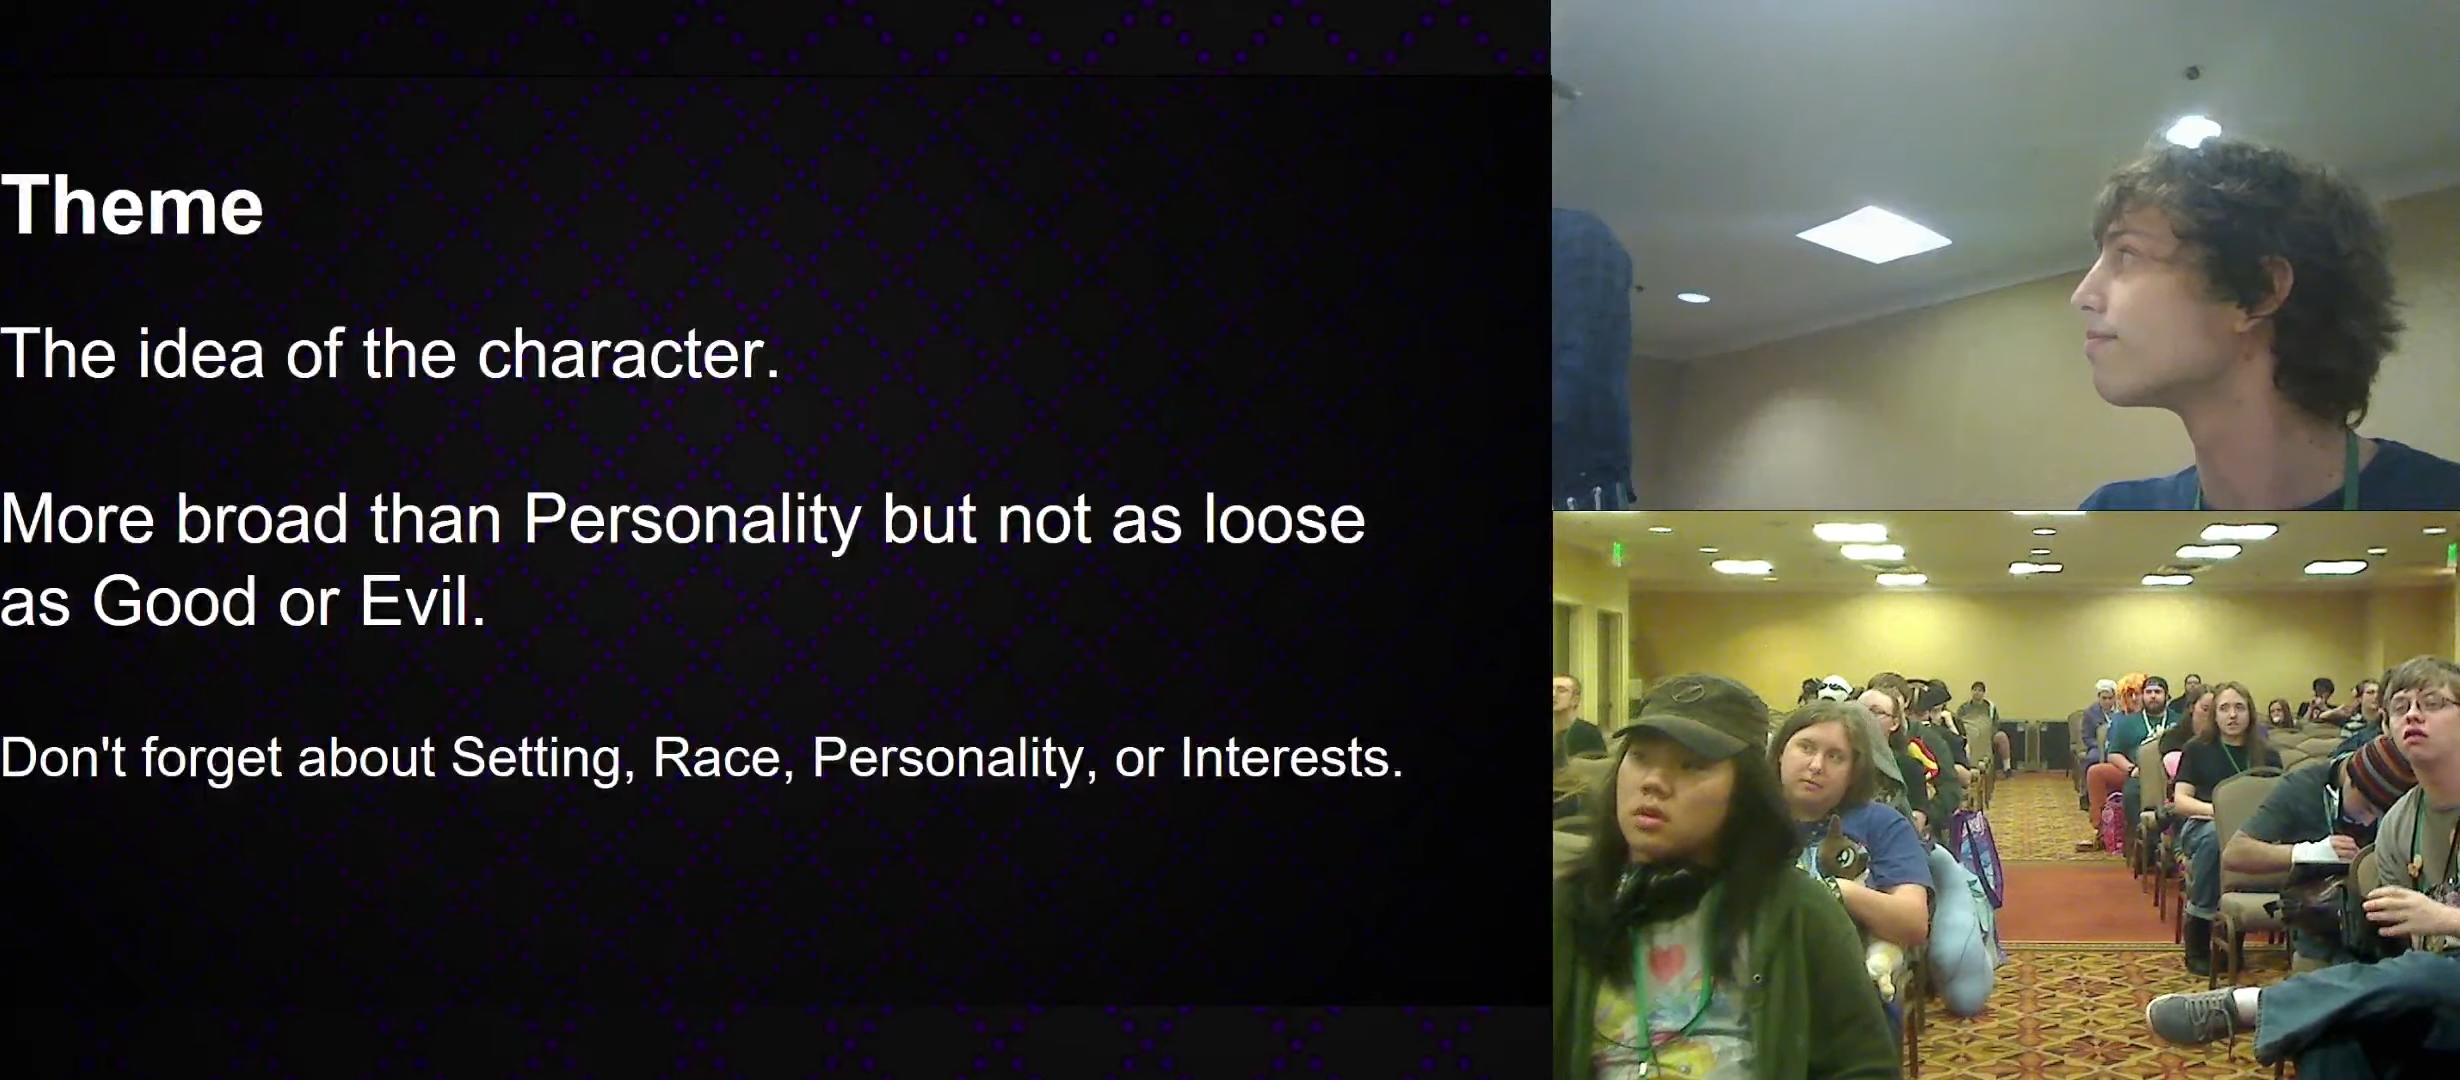 Theme
The idea of the character.
More broad than Personality but not as loose
as Good or Evil.
Don't forget about Setting, Race, Personality, or Interests.